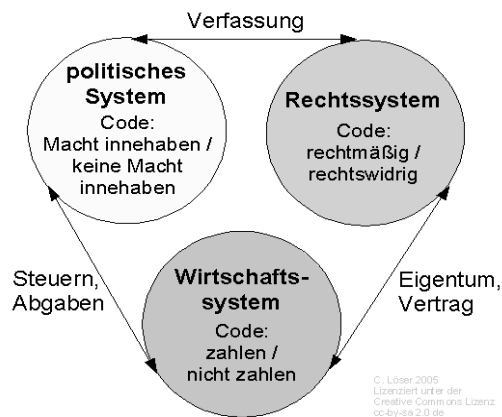 Verfassung
politisches
System
Code:
Macht innehaben /
keine Macht
innehaben
Rechtssystem
Code:
rechtmäßig /
rechtswidrig
Steuern,
Abgaben
Wirtschafts-
system
Code:
zahlen /
nicht zahlen
Eigentum,
Vertrag
C. Löser 2005
Lizenziert unter der
Creative Commons Lizenz
cc-by-sa 2.0 de